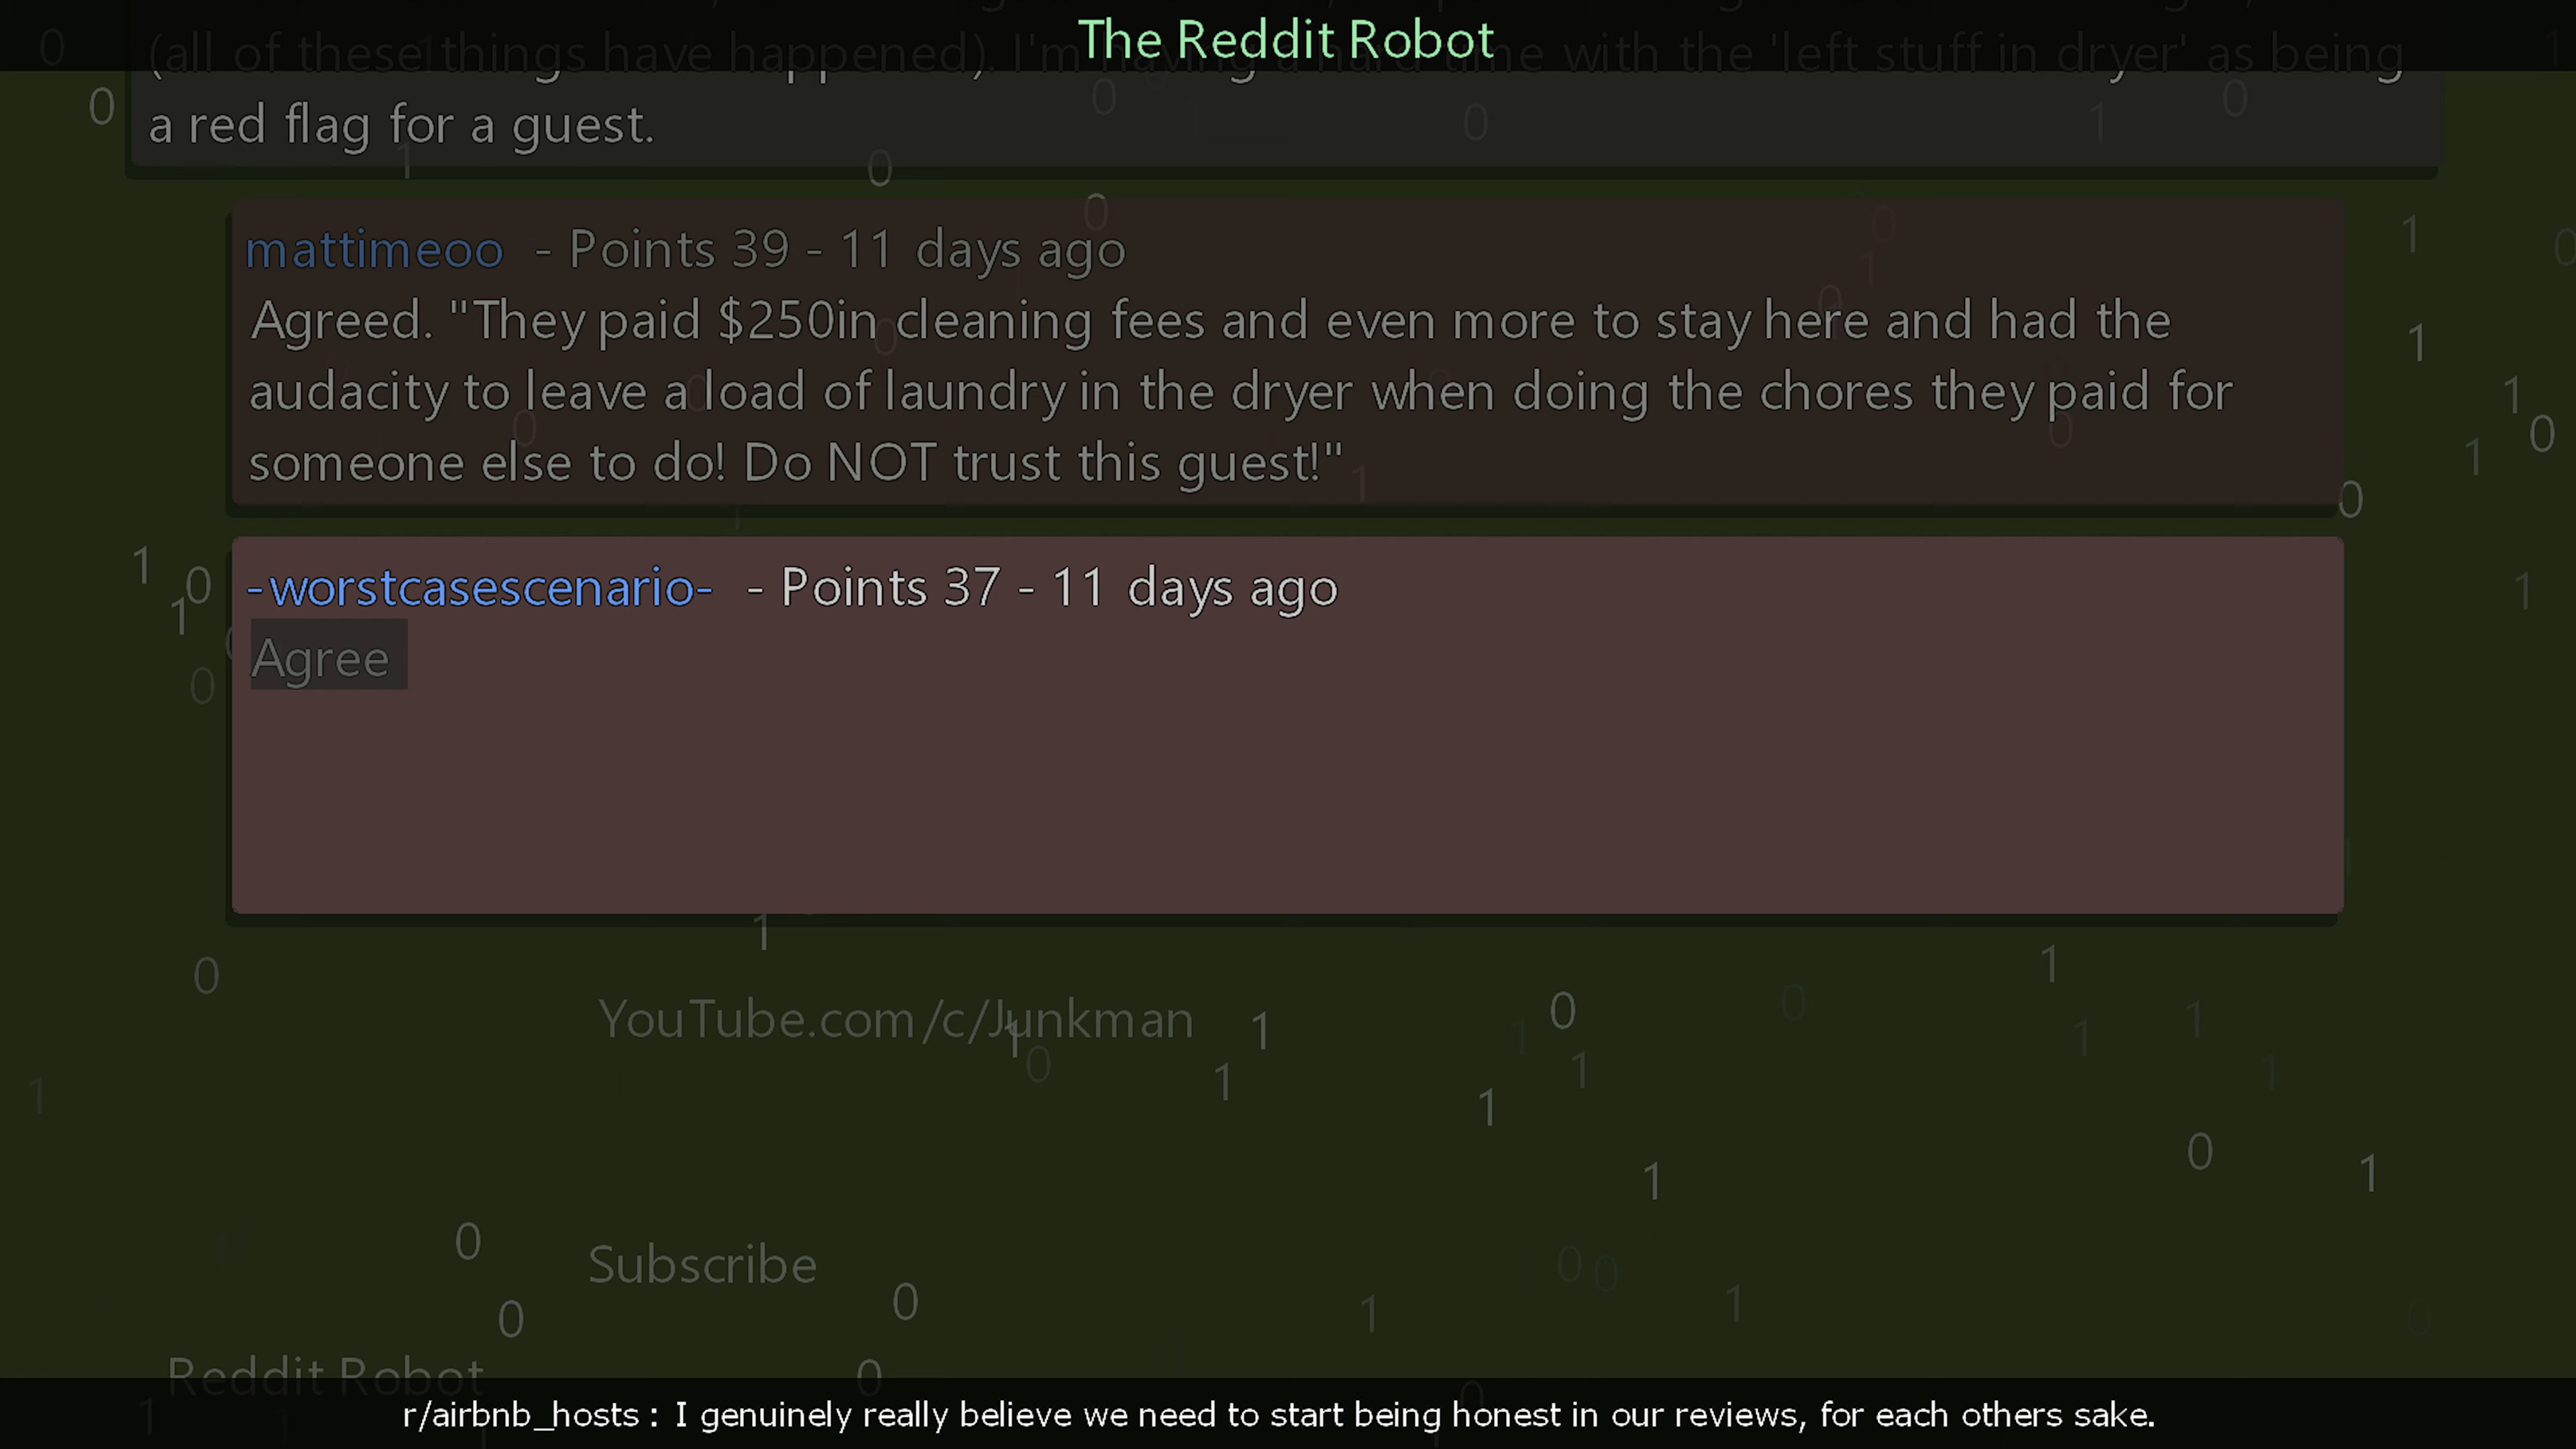 The Reddit Robot
(all of these things have happened). I'm having a hard time with the 'left stuff in dryer' as being
a red flag for a guest.
mattimeoo - Points 39 - 11 days ago
Agreed. "They paid $250in cleaning fees and even more to stay here and had the
audacity to leave a load of laundry in the dryer when doing the chores they paid for
someone else to do! Do NOT trust this guest!"
-worstcasescenario- - Points 37 - 11 days ago
Agree
YouTube.com/c/Junkman
Subscribe
Reddit Robot
r/airbnb_hosts : I genuinely really believe we need to start being honest in our reviews, for each others sake.